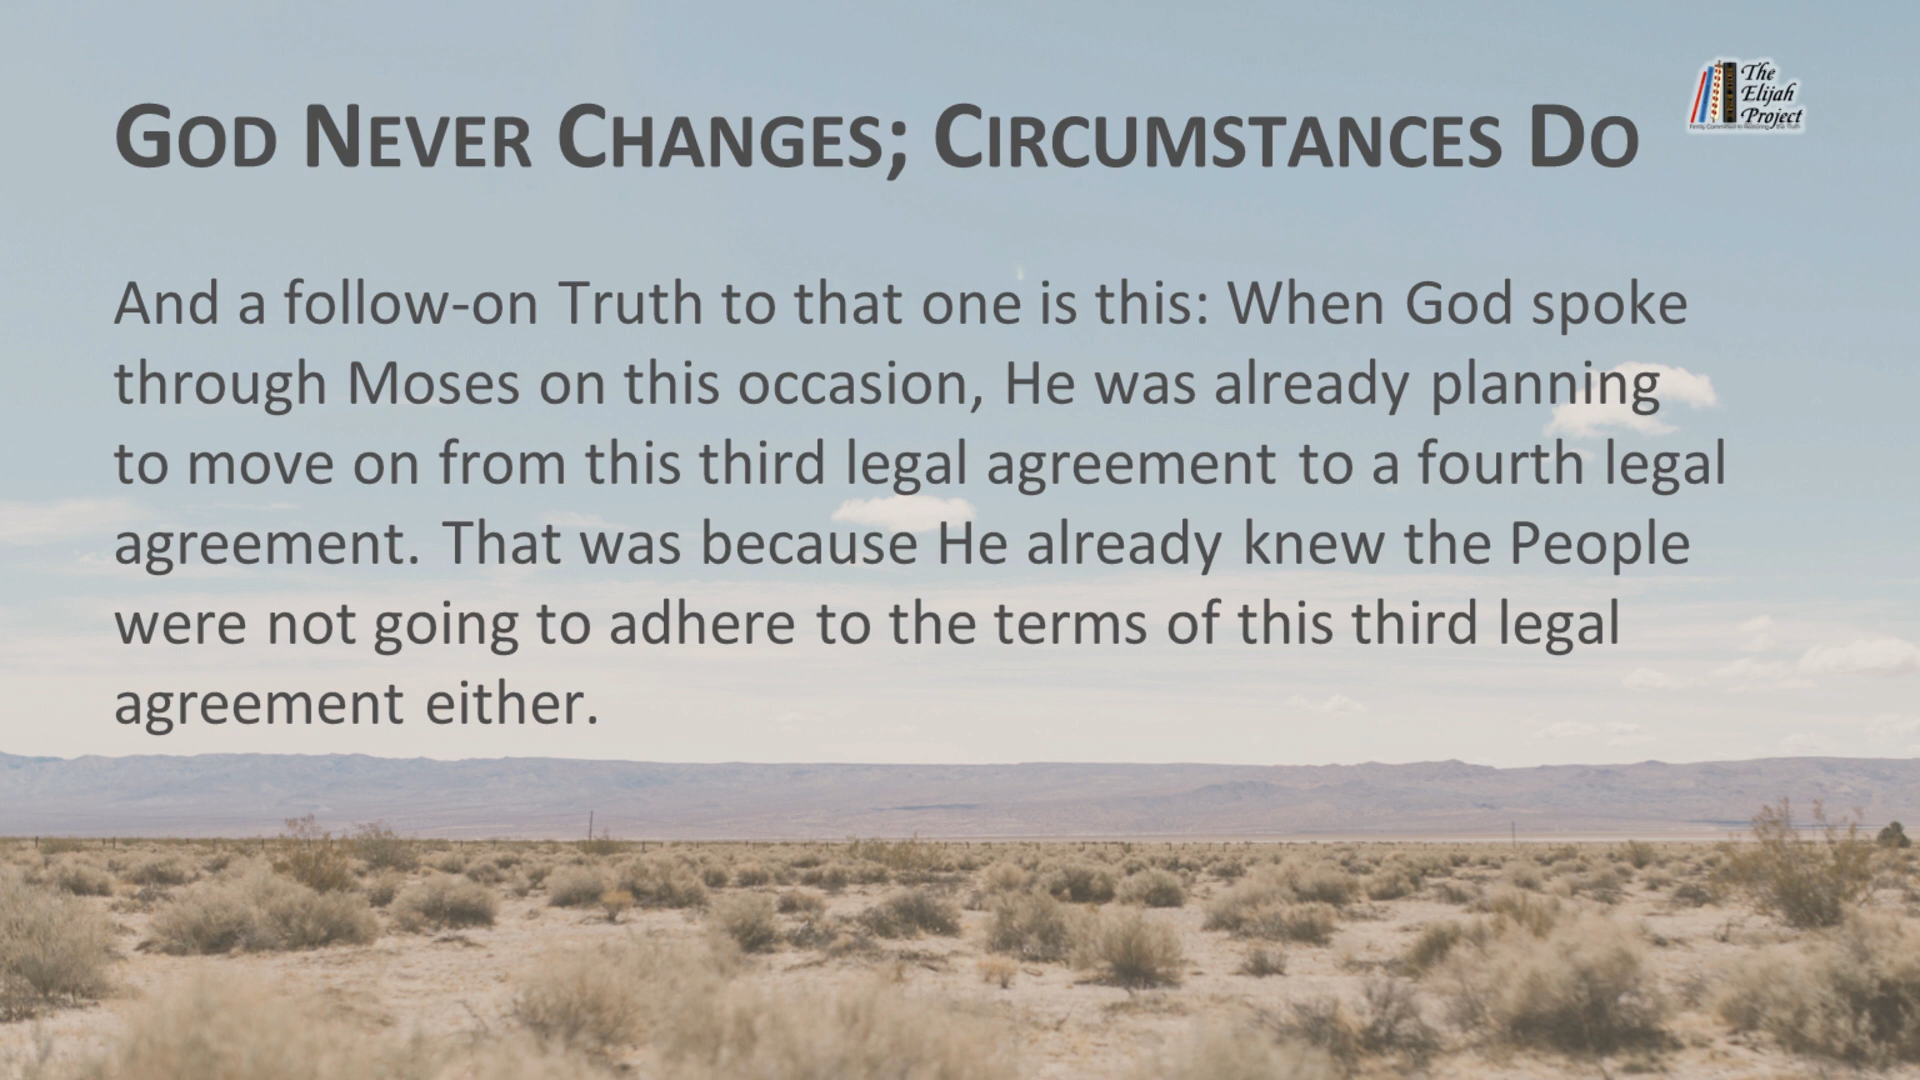 GOD NEVER CHANGES; CIRCUMSTANCES DO
The
Elijah
Project
And a follow-on Truth to that one is this: When God spoke
through Moses on this occasion, He was already planning
to move on from this third legal agreement to a fourth legal
agreement. That was because He already knew the People
were not going to adhere to the terms of this third legal
agreement either.